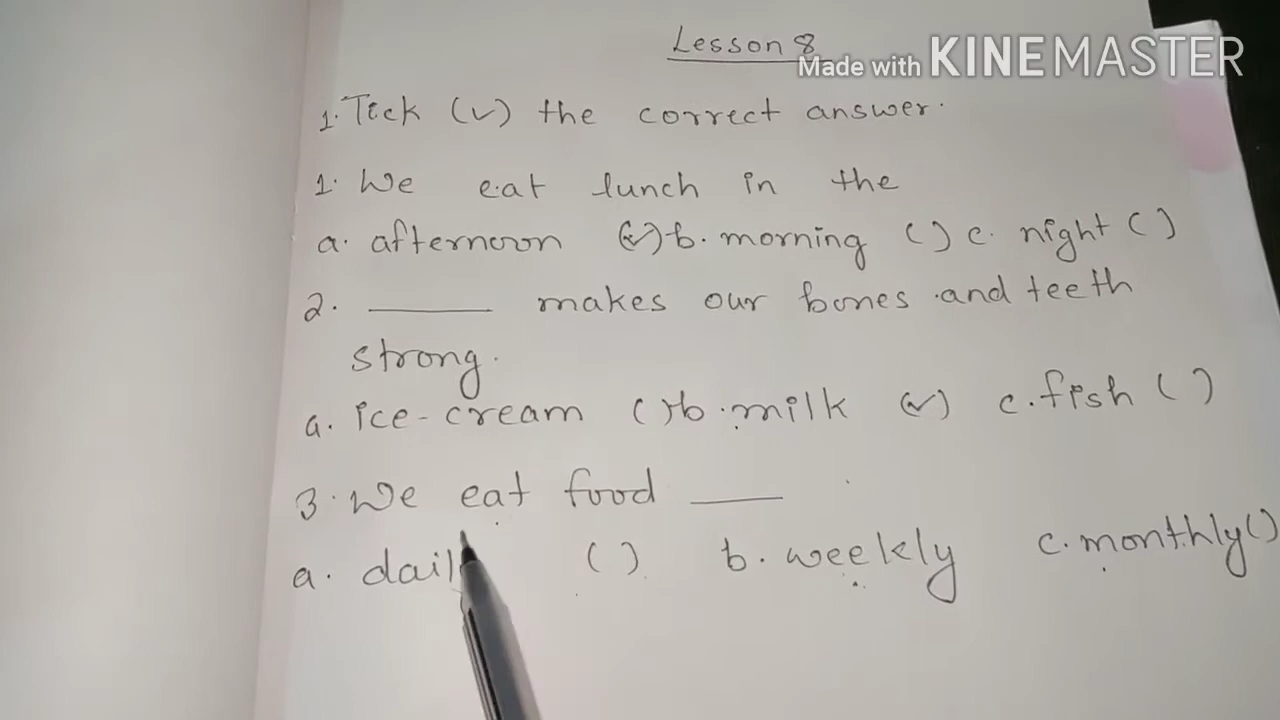 Lesson 8
Made with KINEMASTER
1. Tick (✓) the correct answer.
1. We eat lunch in the
a. afternoon (✓) b. morning ( ) c. night ( )
2. ______ makes our bones and teeth
strong.
a. ice-cream ( ) b. milk (✓) c. fish ( )
3. We eat food ____
a. dail ( ) b. weekly c. monthly ( )